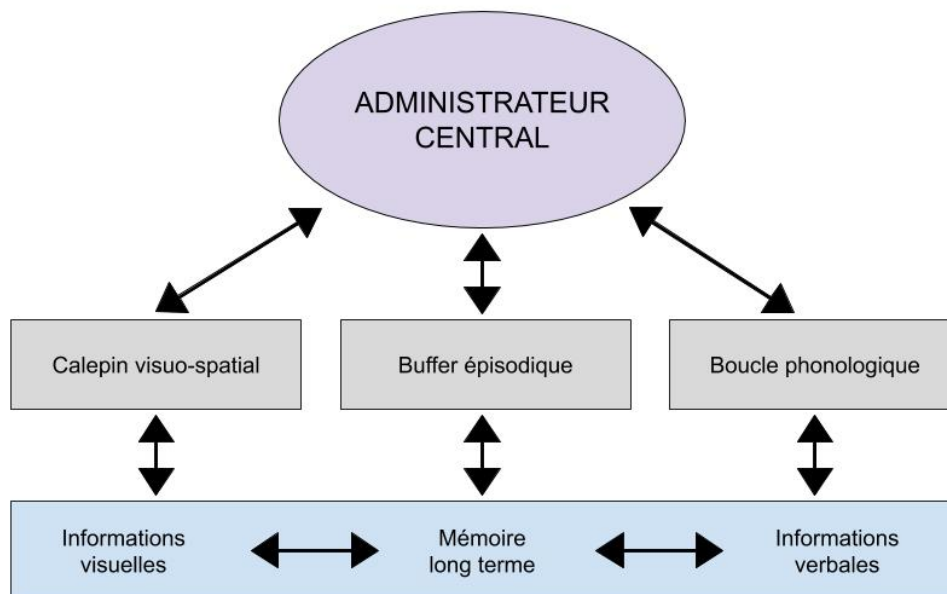 ADMINISTRATEUR
CENTRAL
Calepin visuo-spatial
Buffer épisodique
Boucle phonologique
Informations
visuelles
Mémoire
long terme
Informations
verbales